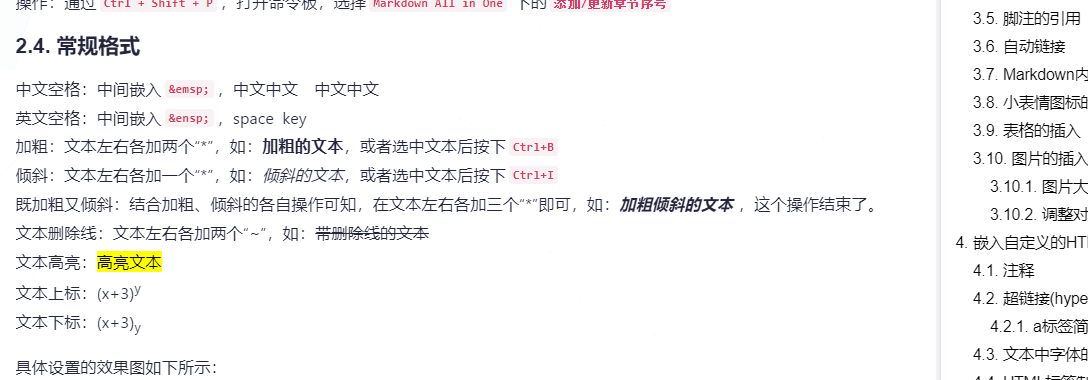 操作：通过 Ctrl + Shift + P ，打开命令板，选择 Markdown All in One 下的 添加/更新章节序号
2.4. 常规格式
中文空格：中间嵌入 &emsp; ，中文中文 中文中文
英文空格：中间嵌入 &ensp; ，space key
加粗：文本左右各加两个“*”，如：加粗的文本，或者选中文本后按下 Ctrl+B
倾斜：文本左右各加一个“*”，如：倾斜的文本，或者选中文本后按下 Ctrl+I
既加粗又倾斜：结合加粗、倾斜的各自操作可知，在文本左右各加三个“*”即可，如：加粗倾斜的文本 ，这个操作结束了。
文本删除线：文本左右各加两个“~”，如：带删除线的文本
文本高亮：高亮文本
文本上标：(x+3)y
文本下标：(x+3)y
具体设置的效果图如下所示：
3.5. 脚注的引用
3.6. 自动链接
3.7. Markdown内
3.8. 小表情图标的
3.9. 表格的插入
3.10. 图片的插入
3.10.1. 图片大
3.10.2. 调整对
4. 嵌入自定义的HT
4.1. 注释
4.2. 超链接(hype
4.2.1. a标签简
4.3. 文本中字体的